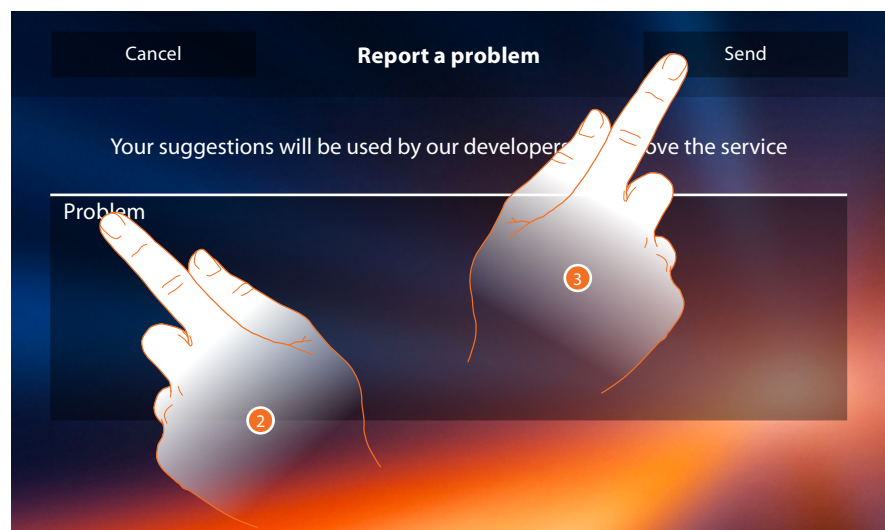 Cancel Report a problem Send
Your suggestions will be used by our developers ove the service
Problem
3
2